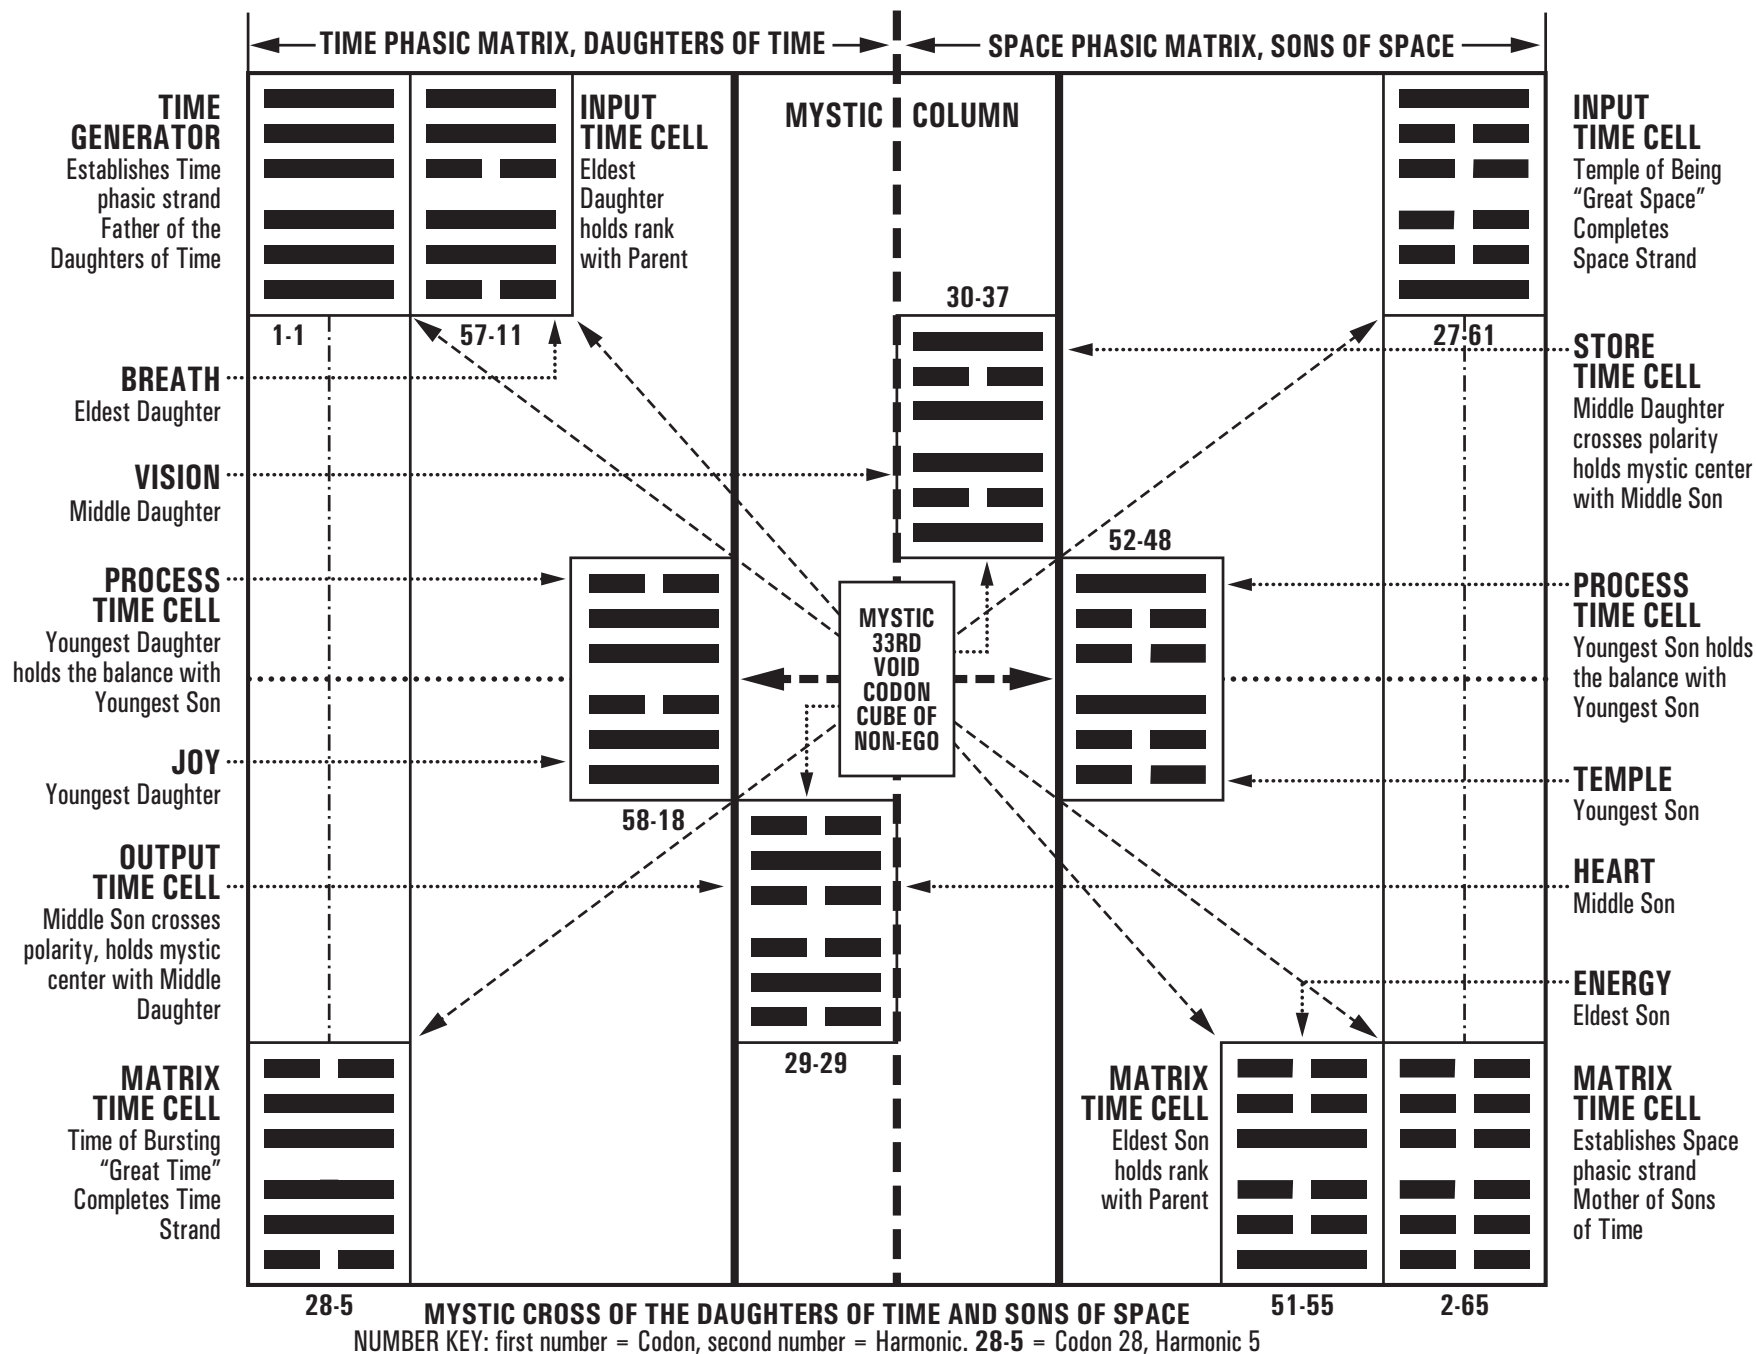 TIME PHASIC MATRIX, DAUGHTERS OF TIME
SPACE PHASIC MATRIX, SONS OF SPACE
MYSTIC COLUMN
TIME
GENERATOR
Establishes Time
phasic strand
Father of the
Daughters of Time
1-1
INPUT
TIME CELL
Eldest
Daughter
holds rank
with Parent
57-11
INPUT
TIME CELL
Temple of Being
“Great Space”
Completes
Space Strand
27-61
30-37
BREATH
Eldest Daughter
VISION
Middle Daughter
STORE
TIME CELL
Middle Daughter
crosses polarity
holds mystic center
with Middle Son
52-48
PROCESS
TIME CELL
Youngest Daughter
holds the balance with
Youngest Son
MYSTIC
33RD
VOID
CODON
CUBE OF
NON-EGO
PROCESS
TIME CELL
Youngest Son holds
the balance with
Youngest Son
JOY
Youngest Daughter
58-18
TEMPLE
Youngest Son
OUTPUT
TIME CELL
Middle Son crosses
polarity, holds mystic
center with Middle
Daughter
HEART
Middle Son
29-29
ENERGY
Eldest Son
MATRIX
TIME CELL
Time of Bursting
“Great Time”
Completes Time
Strand
28-5
MATRIX
TIME CELL
Eldest Son
holds rank
with Parent
51-55
MATRIX
TIME CELL
Establishes Space
phasic strand
Mother of Sons
of Time
2-65
MYSTIC CROSS OF THE DAUGHTERS OF TIME AND SONS OF SPACE
NUMBER KEY: first number = Codon, second number = Harmonic. 28-5 = Codon 28, Harmonic 5